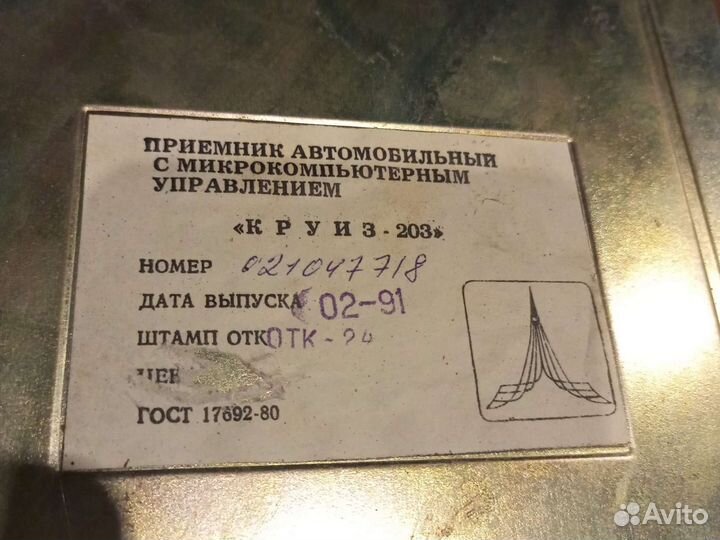 ПРИЕМНИК АВТОМОБИЛЬНЫЙ
С МИКРОКОМПЬЮТЕРНЫМ
УПРАВЛЕНИЕМ
«КРУИЗ-203»
НОМЕР 021047718
ДАТА ВЫПУСКА 02-91
ШТАМП ОТК ОТК-
ГОСТ 17692-80
Avito